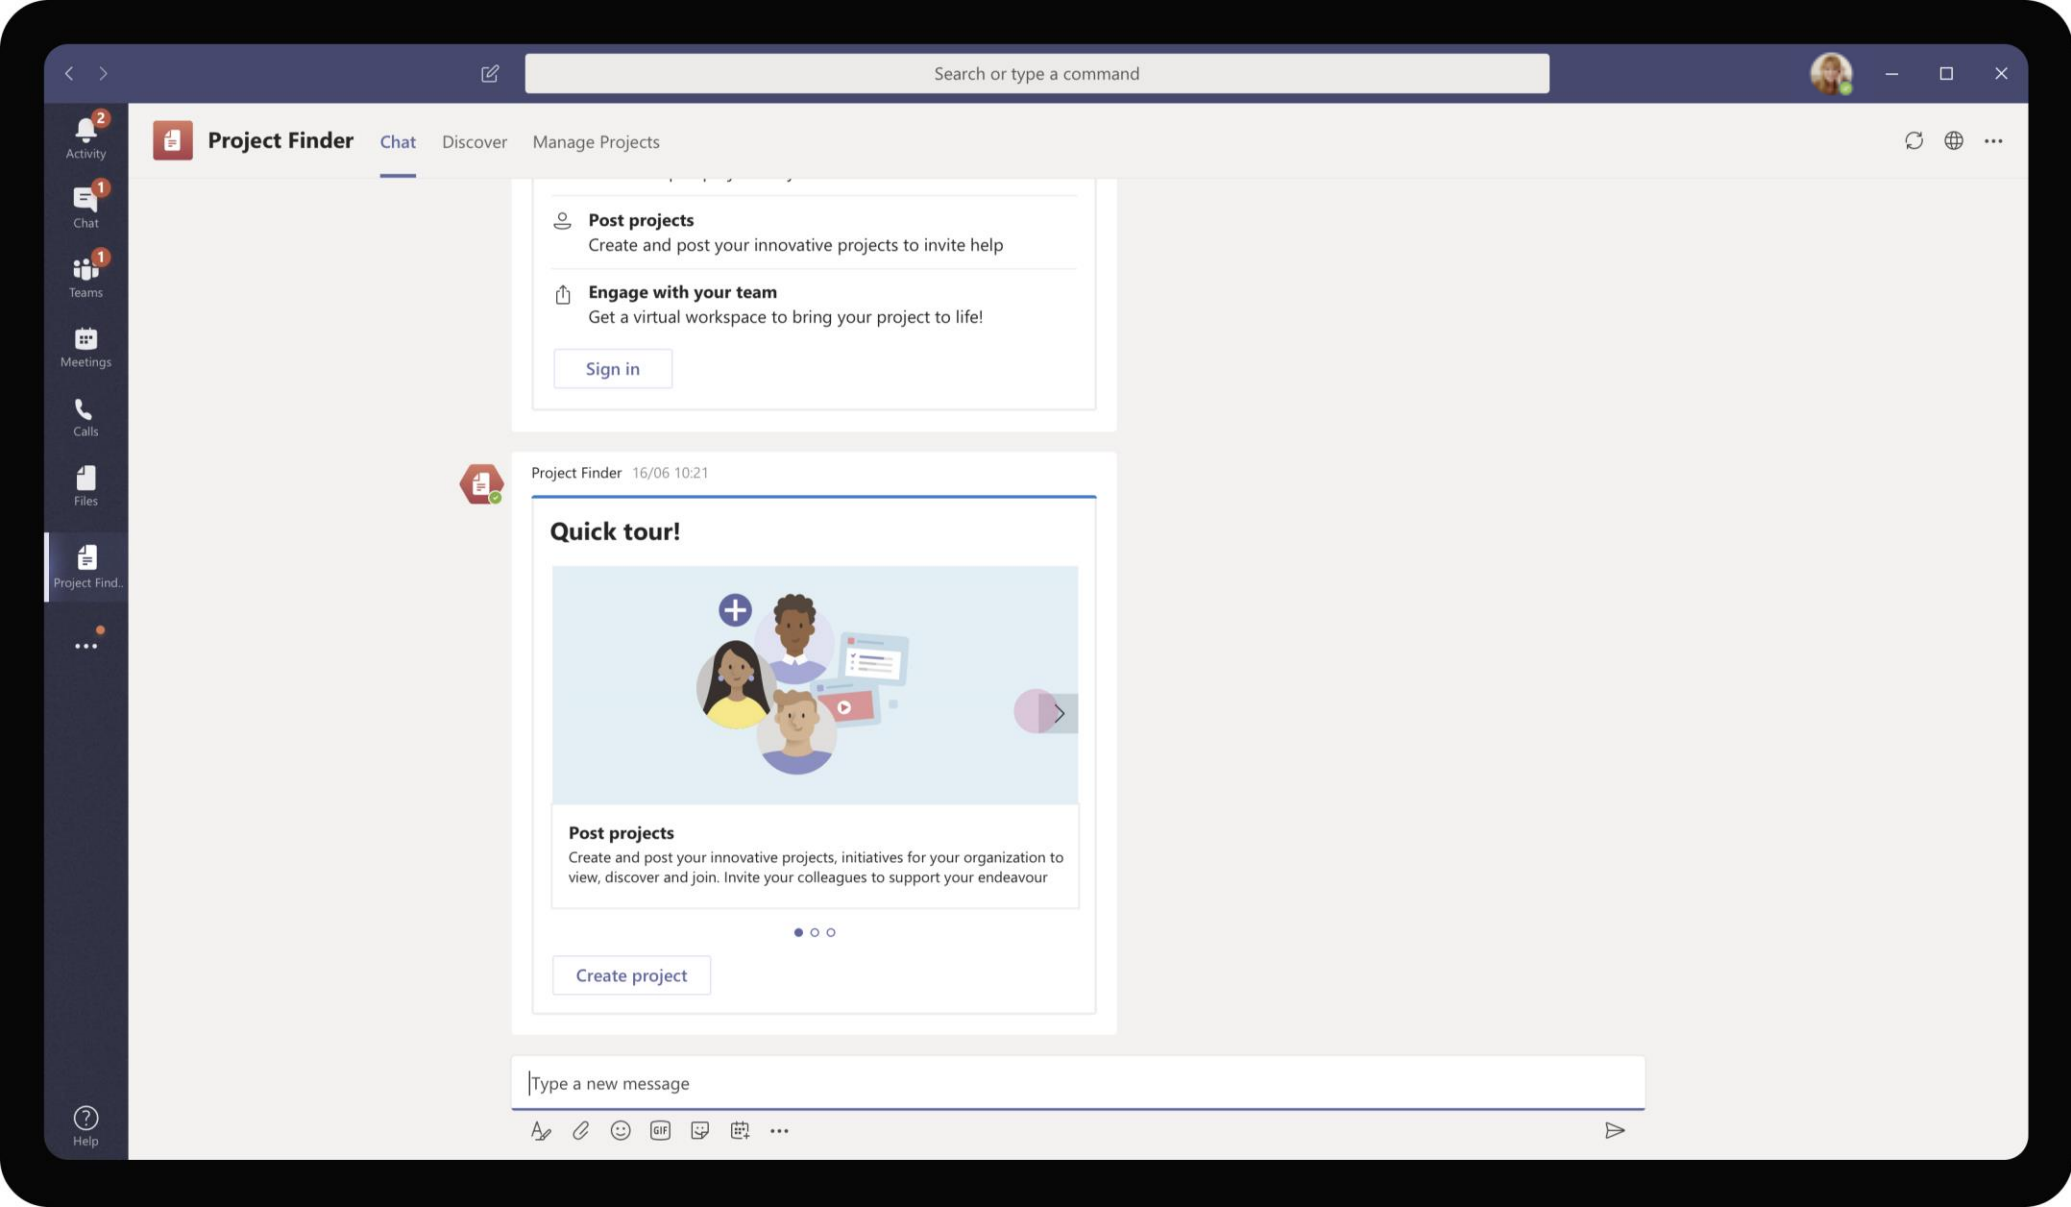 Search or type a command
2
Activity
1
Chat
1
Teams
Meetings
Calls
Files
Project Find..
Help
Project Finder
Chat
Discover
Manage Projects
Post projects
Create and post your innovative projects to invite help
Engage with your team
Get a virtual workspace to bring your project to life!
Sign in
Project Finder 16/06 10:21
Quick tour!
Post projects
Create and post your innovative projects, initiatives for your organization to
view, discover and join. Invite your colleagues to support your endeavour
Create project
Type a new message
GIF